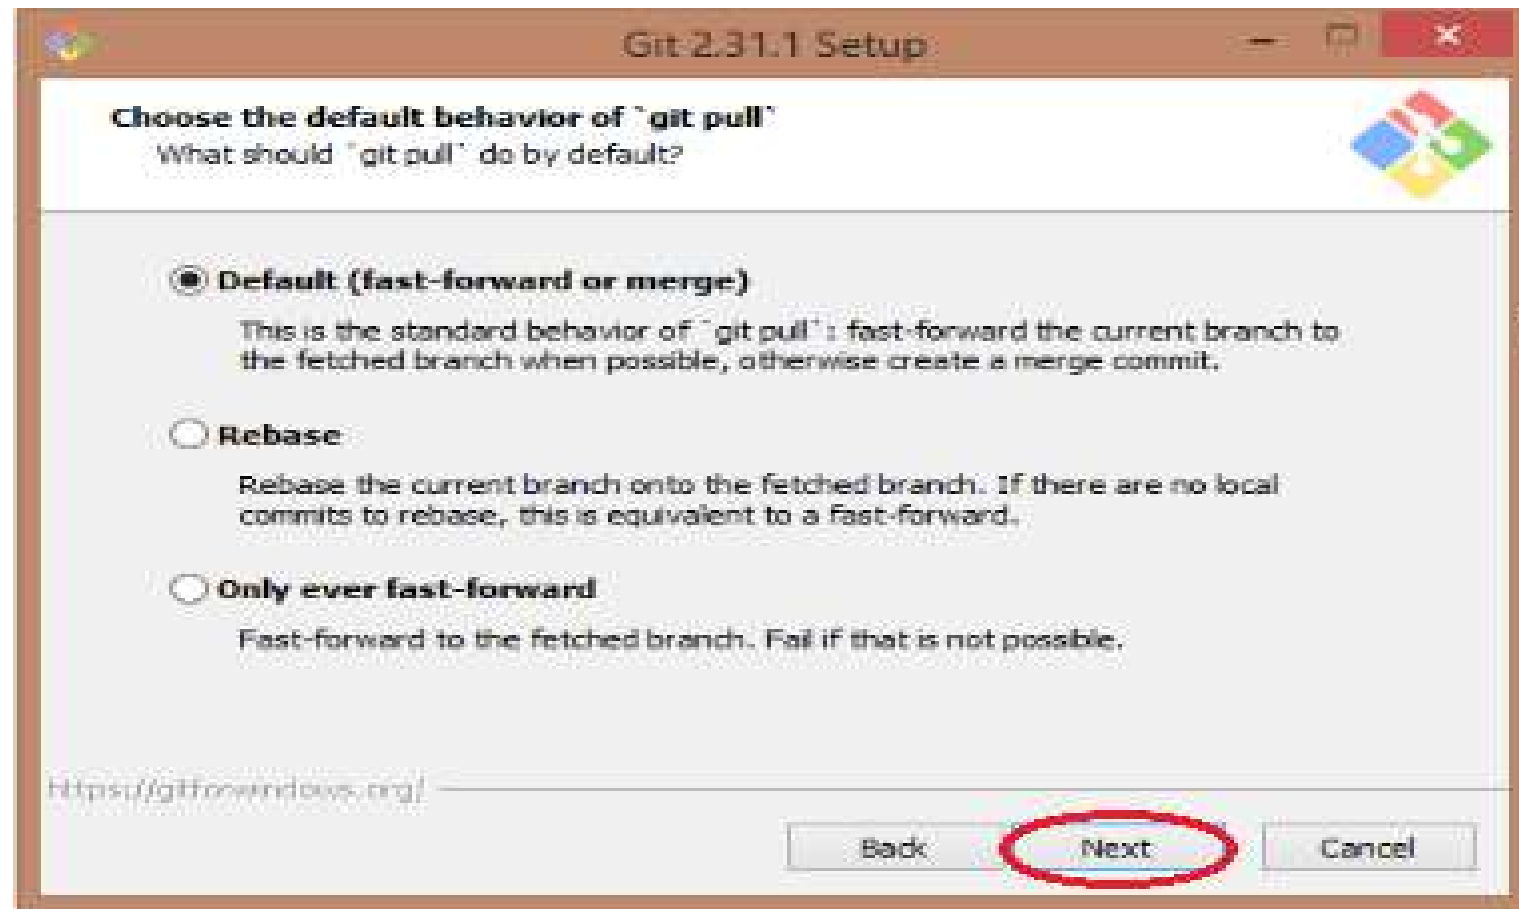 Git 2.31.1 Setup
Choose the default behavior of `git pull`
What should `git pull` do by default?
Default (fast-forward or merge)
This is the standard behavior of `git pull`: fast-forward the current branch to
the fetched branch when possible, otherwise create a merge commit.
Rebase
Rebase the current branch onto the fetched branch. If there are no local
commits to rebase, this is equivalent to a fast-forward.
Only ever fast-forward
Fast-forward to the fetched branch. Fail if that is not possible.
https://gitforwindows.org/
Back Next Cancel